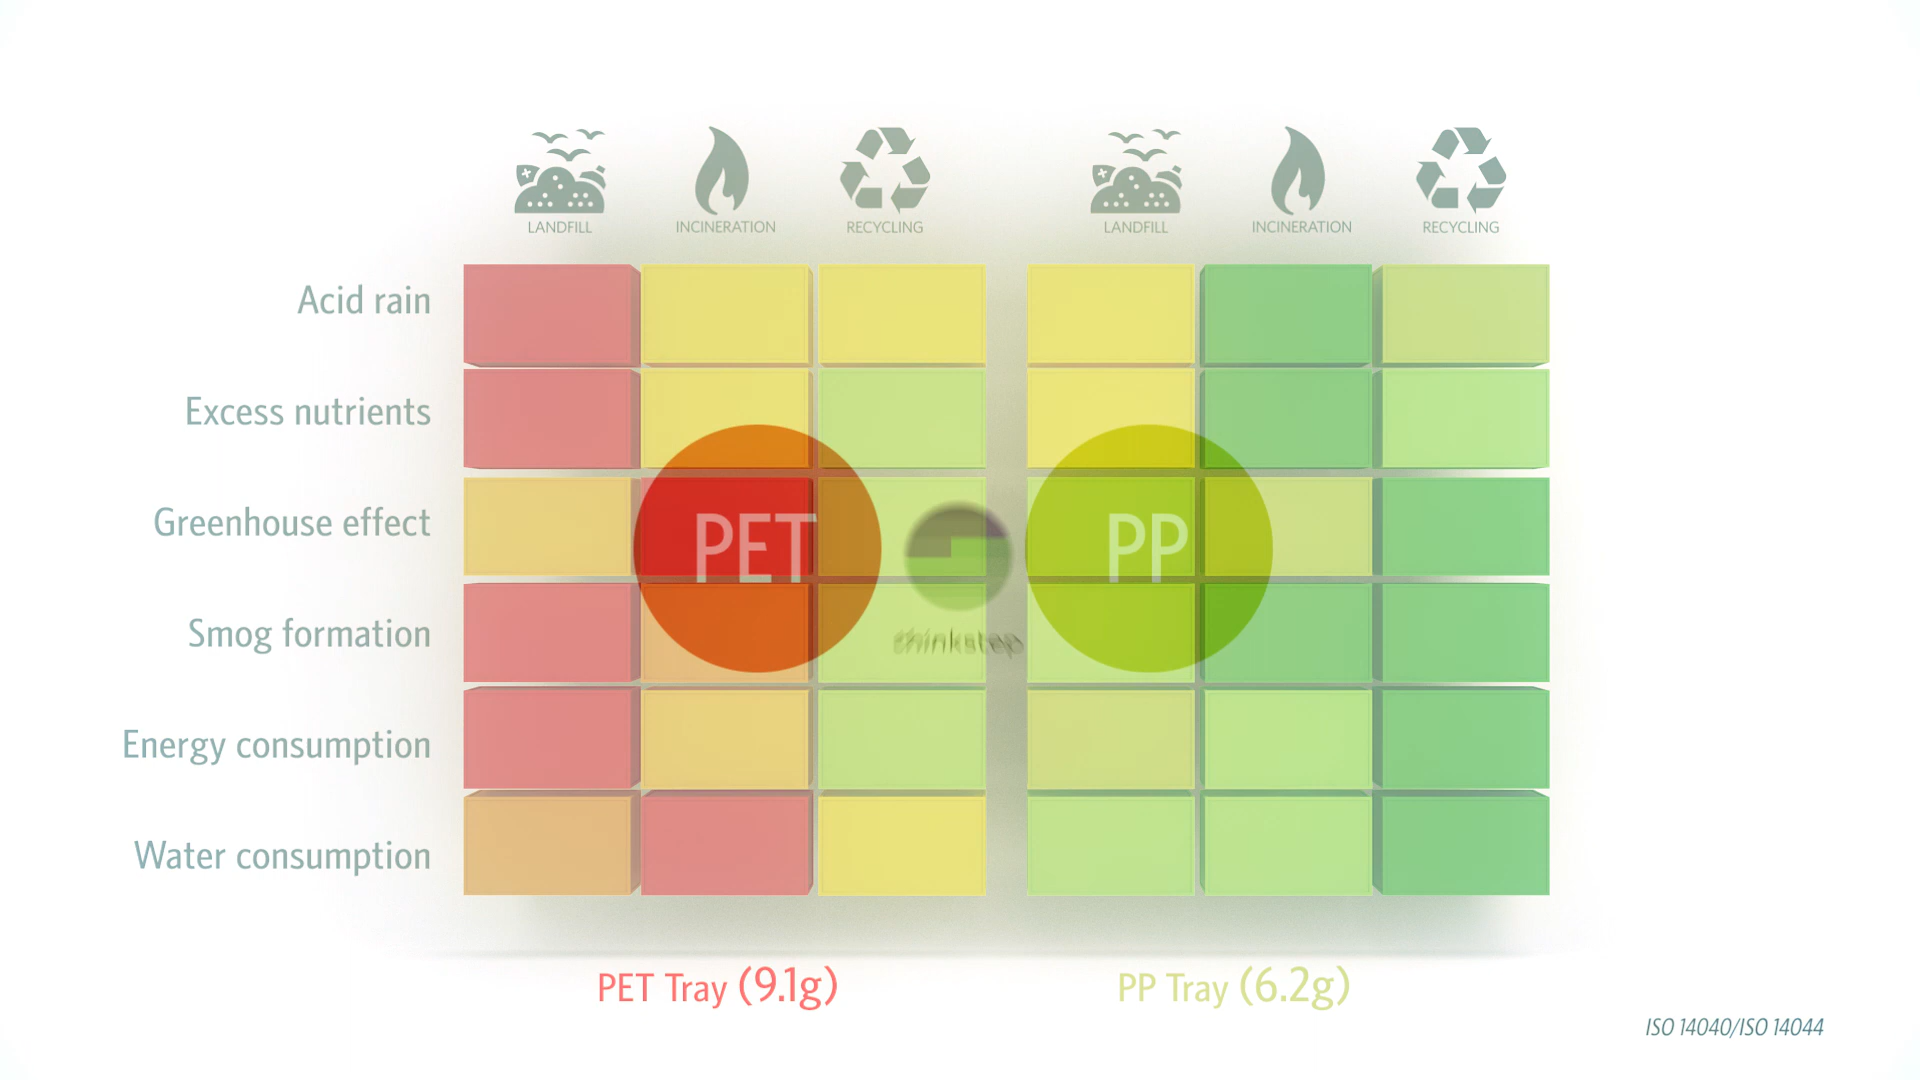 LANDFILL INCINERATION RECYCLING LANDFILL INCINERATION RECYCLING
Acid rain
Excess nutrients
Greenhouse effect
PET PP
Smog formation
thinkstep
Energy consumption
Water consumption
PET Tray (9.1g) PP Tray (6.2g)
ISO 14040/ISO 14044